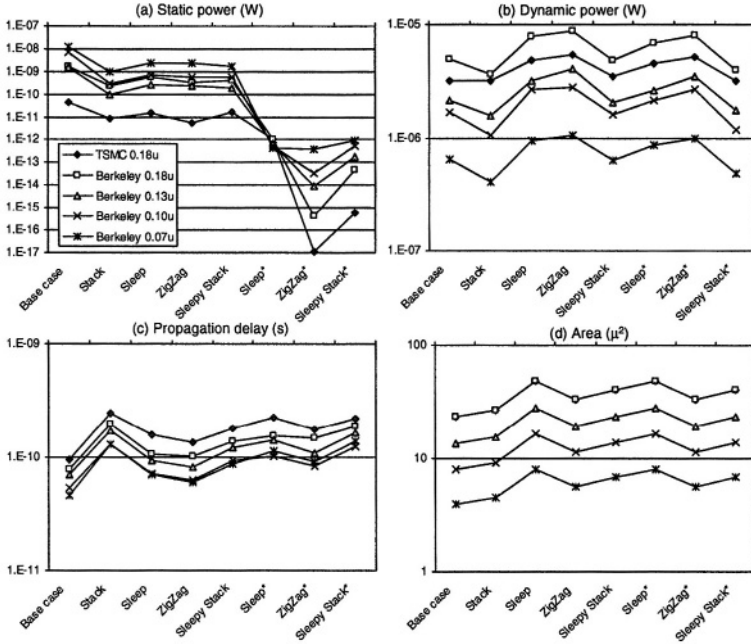 (a) Static power (W)
1.E-07
1.E-08
1.E-09
1.E-10
1.E-11
1.E-12
1.E-13
1.E-14
1.E-15
1.E-16
1.E-17
TSMC 0.18u
Berkeley 0.18u
Berkeley 0.13u
Berkeley 0.10u
Berkeley 0.07u
Base case
Stack
Sleep
ZigZag
Sleepy Stack
Sleep*
ZigZag*
Sleepy Stack*
(b) Dynamic power (W)
1.E-05
1.E-06
1.E-07
Base case
Stack
Sleep
ZigZag
Sleepy Stack
Sleep*
ZigZag*
Sleepy Stack*
(c) Propagation delay (s)
1.E-09
1.E-10
1.E-11
Base case
Stack
Sleep
ZigZag
Sleepy Stack
Sleep*
ZigZag*
Sleepy Stack*
(d) Area (μ²)
100
10
1
Base case
Stack
Sleep
ZigZag
Sleepy Stack
Sleep*
ZigZag*
Sleepy Stack*